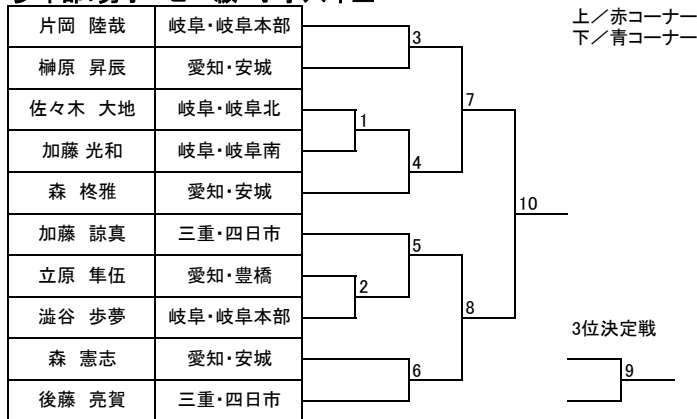 片岡 陸哉 岐阜・岐阜本部
榊原 昇辰 愛知・安城
佐々木 大地 岐阜・岐阜北
加藤 光和 岐阜・岐阜南
森 柊雅 愛知・安城
加藤 諒真 三重・四日市
立原 隼伍 愛知・豊橋
澁谷 歩夢 岐阜・岐阜本部
森 憲志 愛知・安城
後藤 亮賀 三重・四日市
上／赤コーナー
下／青コーナー
3
7
1
4
10
5
2
8
6
3位決定戦
9